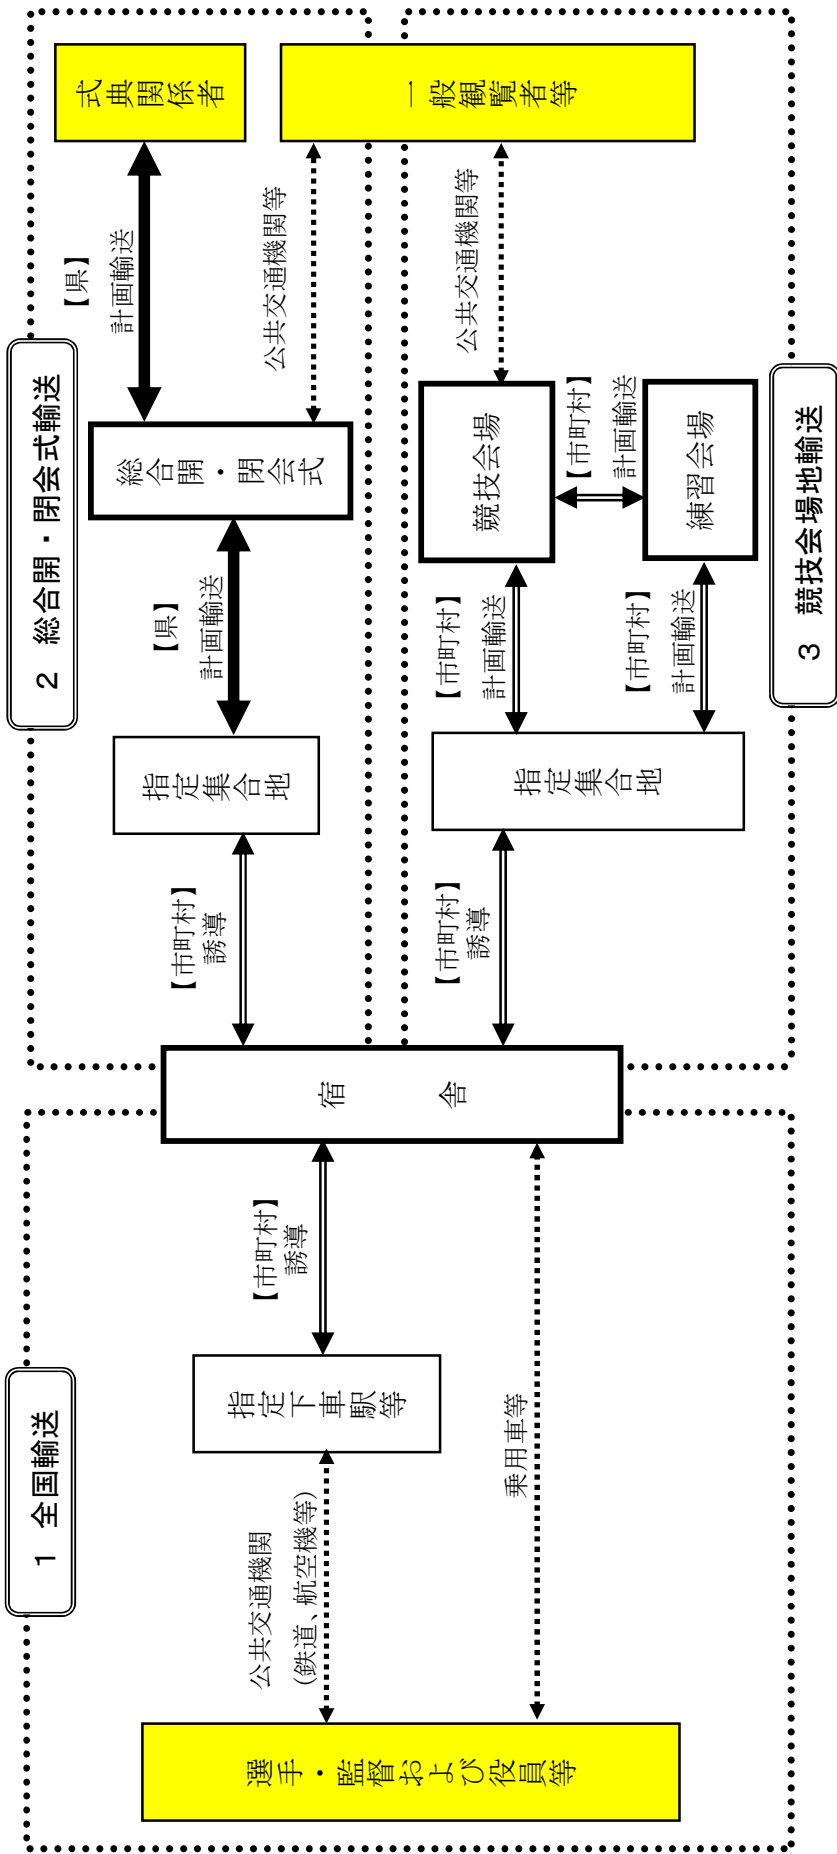 1 全国輸送
選手・監督および役員等
公共交通機関
(鉄道、航空機等)
指定下車駅等
【市町村】
誘導
乗用車等
宿 舎
2 総合開・閉会式輸送
【市町村】
誘導
指定集合地
【県】
計画輸送
総合開・閉会式
【県】
計画輸送
式典関係者
公共交通機関等
一般観覧者等
3 競技会場地輸送
【市町村】
誘導
指定集合地
【市町村】
計画輸送
競技会場
公共交通機関等
【市町村】
計画輸送
【市町村】
計画輸送
練習会場